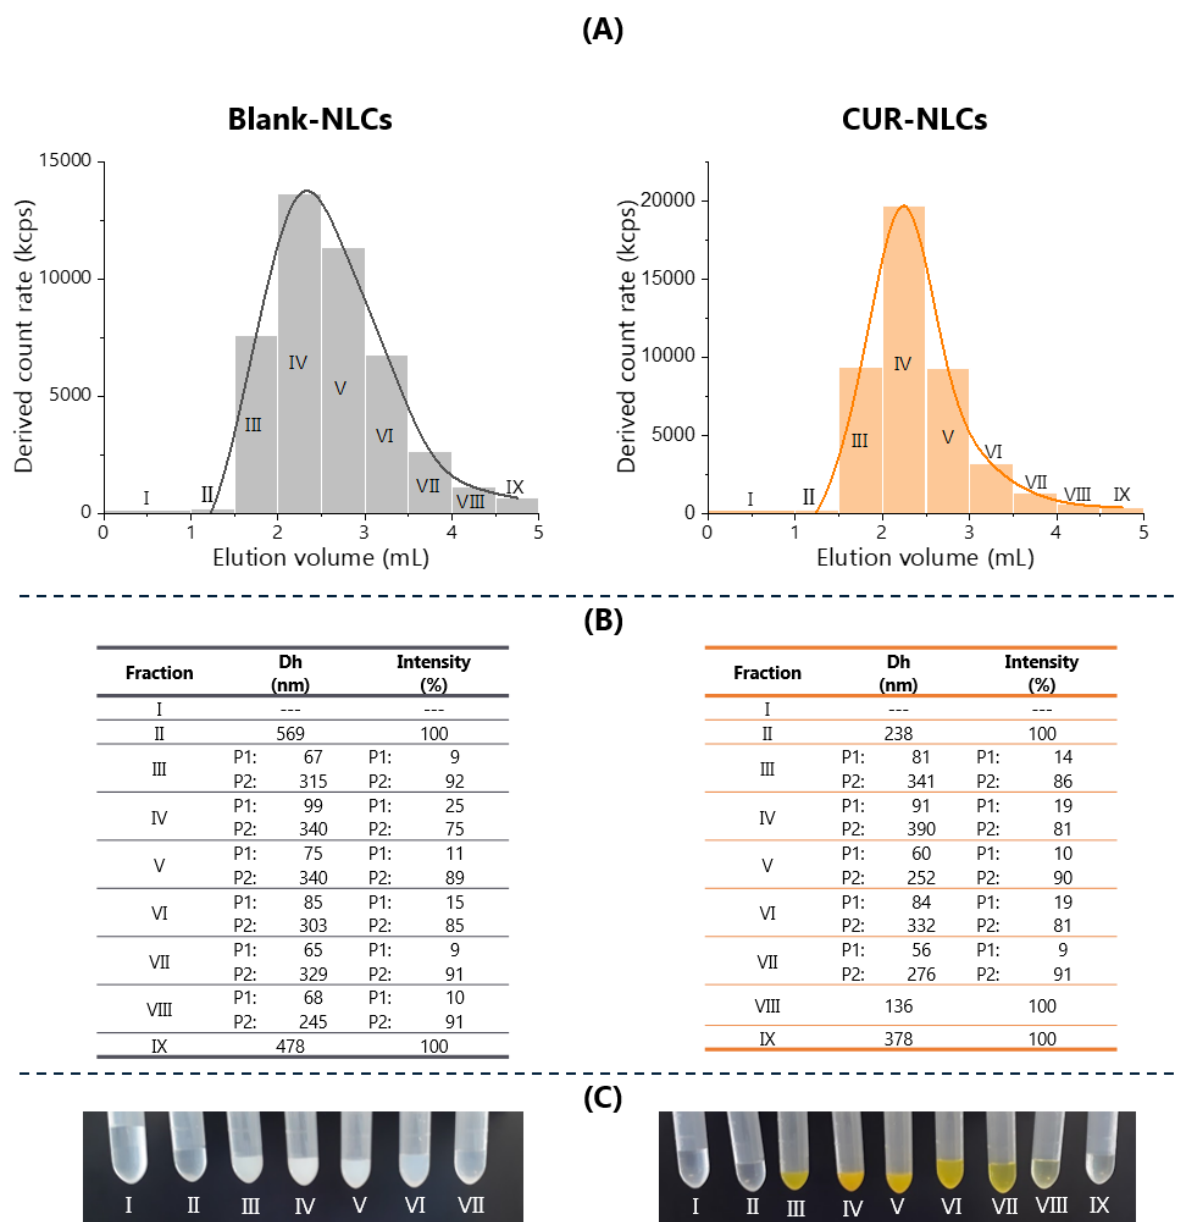 (A)
Blank-NLCs
CUR-NLCs
Derived count rate (kcps)
15000
10000
5000
0
I
II
III
IV
V
VI
VII
VIII
IX
0 1 2 3 4 5
Elution volume (mL)
Derived count rate (kcps)
20000
15000
10000
5000
0
I
II
III
IV
V
VI
VII
VIII
IX
0 1 2 3 4 5
Elution volume (mL)
(B)
Fraction Dh (nm) Intensity (%)
I --- ---
II 569 100
III P1: 67 P1: 9
P2: 315 P2: 92
IV P1: 99 P1: 25
P2: 340 P2: 75
V P1: 75 P1: 11
P2: 340 P2: 89
VI P1: 85 P1: 15
P2: 303 P2: 85
VII P1: 65 P1: 9
P2: 329 P2: 91
VIII P1: 68 P1: 10
P2: 245 P2: 91
IX 478 100
Fraction Dh (nm) Intensity (%)
I --- ---
II 238 100
III P1: 81 P1: 14
P2: 341 P2: 86
IV P1: 91 P1: 19
P2: 390 P2: 81
V P1: 60 P1: 10
P2: 252 P2: 90
VI P1: 84 P1: 19
P2: 332 P2: 81
VII P1: 56 P1: 9
P2: 276 P2: 91
VIII 136 100
IX 378 100
(C)
I II III IV V VI VII
I II III IV V VI VII VIII IX